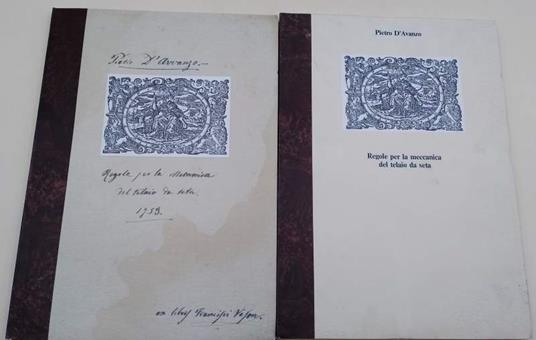 Pietro D'Avanzo.
Regole per la Meccanica
del telaio da seta.
1753.
ex libris Francisci
Pietro D'Avanzo
Regole per la meccanica
del telaio da seta